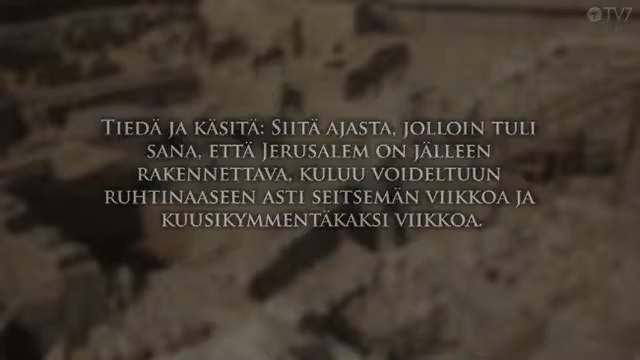 TV7
Tiedä ja käsitä: Siitä ajasta, jolloin tuli
sana, että Jerusalem on jälleen
rakennettava, kuluu voideltuun
ruhtinaaseen asti seitsemän viikkoa ja
kuusikymmentäkaksi viikkoa.